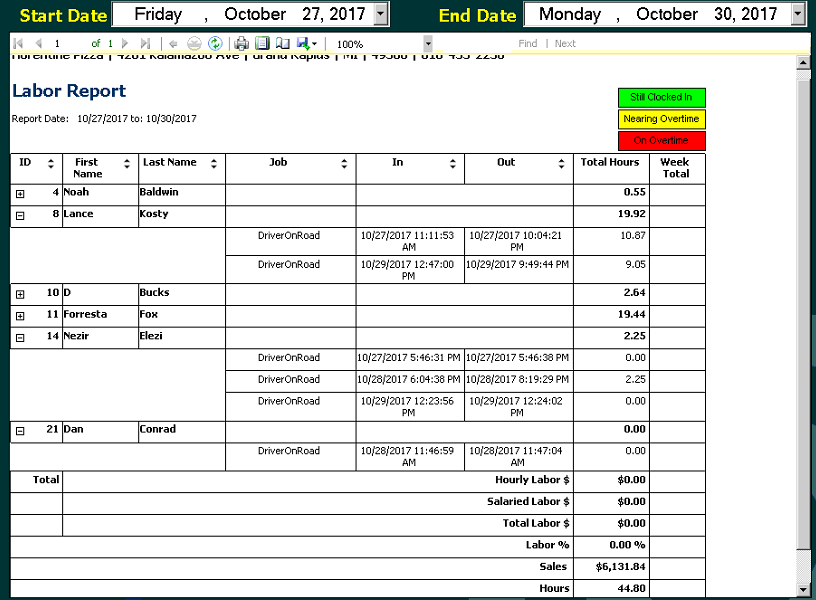 Start Date Friday , October 27, 2017 End Date Monday , October 30, 2017
1 of 1 100% Find | Next
Florentine Pizza | 4261 Kalamazoo Ave | Grand Rapids | MI | 49508 | 616-455-2230
Labor Report
Still Clocked In
Report Date: 10/27/2017 to: 10/30/2017
Nearing Overtime
On Overtime
ID First Name Last Name Job In Out Total Hours Week Total
4 Noah Baldwin 0.55
8 Lance Kosty 19.92
DriverOnRoad 10/27/2017 11:11:53 AM 10/27/2017 10:04:21 PM 10.87
DriverOnRoad 10/29/2017 12:47:00 PM 10/29/2017 9:49:44 PM 9.05
10 D Bucks 2.64
11 Forresta Fox 19.44
14 Nezir Elezi 2.25
DriverOnRoad 10/27/2017 5:46:31 PM 10/27/2017 5:46:38 PM 0.00
DriverOnRoad 10/28/2017 6:04:38 PM 10/28/2017 8:19:29 PM 2.25
DriverOnRoad 10/29/2017 12:23:56 PM 10/29/2017 12:24:02 PM 0.00
21 Dan Conrad 0.00
DriverOnRoad 10/28/2017 11:46:59 AM 10/28/2017 11:47:04 AM 0.00
Total Hourly Labor $ $0.00
Salaried Labor $ $0.00
Total Labor $ $0.00
Labor % 0.00 %
Sales $6,131.84
Hours 44.80